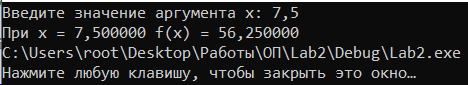 Введите значение аргумента x: 7,5
При x = 7,500000 f(x) = 56,250000
C:\Users\root\Desktop\Работы\ОП\Lab2\Debug\Lab2.exe
Нажмите любую клавишу, чтобы закрыть это окно…